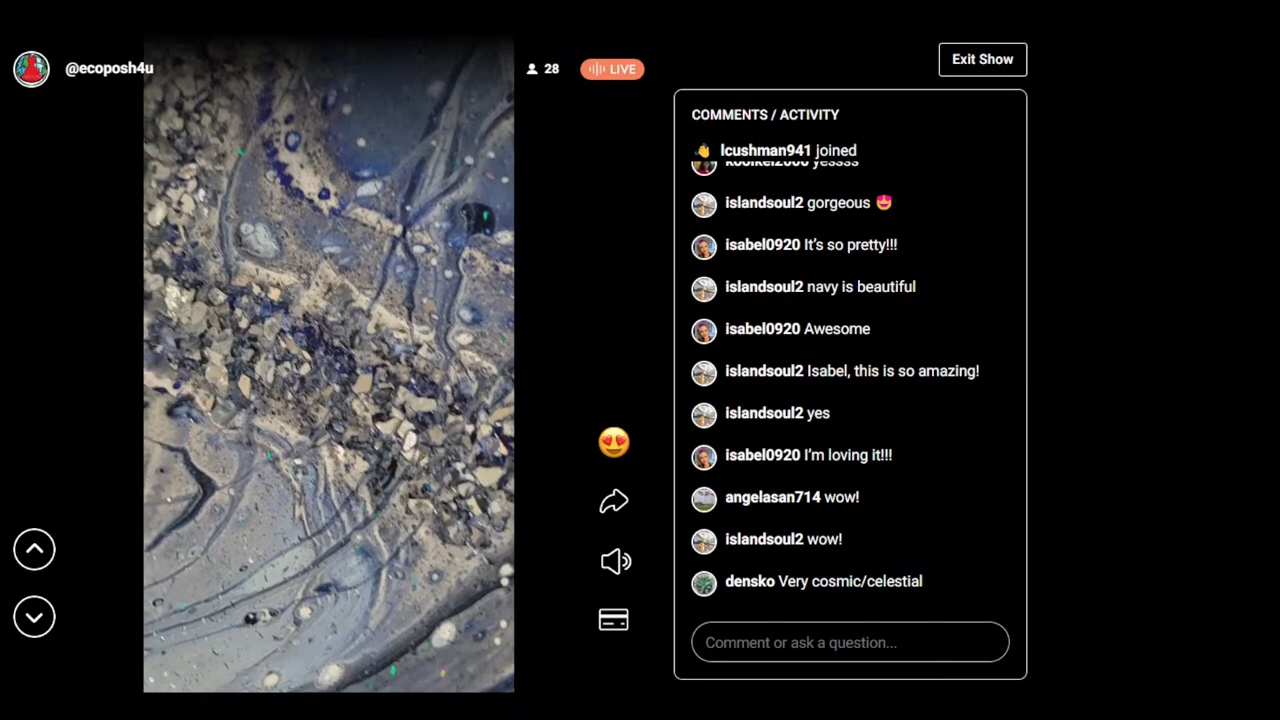 @ecoposh4u
28
LIVE
Exit Show
COMMENTS / ACTIVITY
lcushman941 joined
yessss
islandsoul2 gorgeous 😍
isabel0920 It's so pretty!!!
islandsoul2 navy is beautiful
isabel0920 Awesome
islandsoul2 Isabel, this is so amazing!
islandsoul2 yes
isabel0920 I'm loving it!!!
angelasan714 wow!
islandsoul2 wow!
densko Very cosmic/celestial
Comment or ask a question...